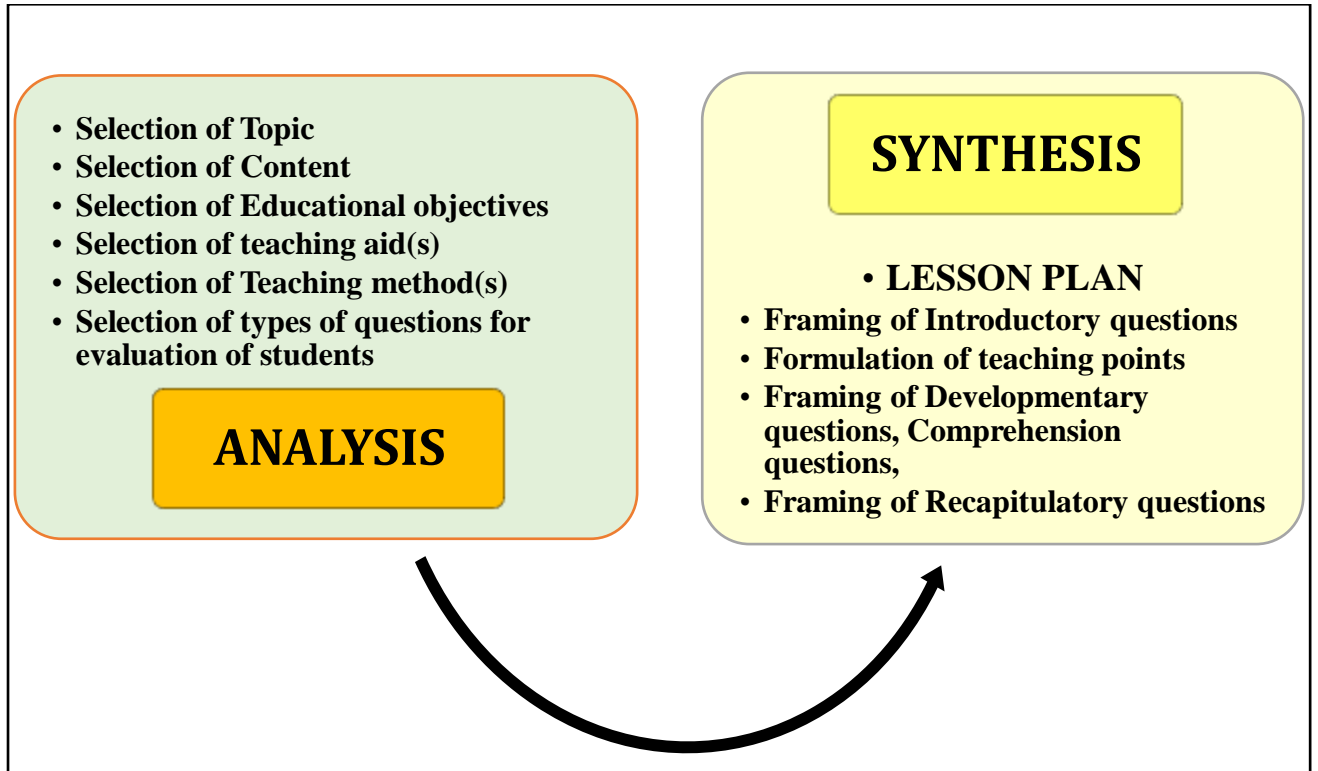 • Selection of Topic
• Selection of Content
• Selection of Educational objectives
• Selection of teaching aid(s)
• Selection of Teaching method(s)
• Selection of types of questions for
evaluation of students
ANALYSIS
SYNTHESIS
• LESSON PLAN
• Framing of Introductory questions
• Formulation of teaching points
• Framing of Developmentary
questions, Comprehension
questions,
• Framing of Recapitulatory questions